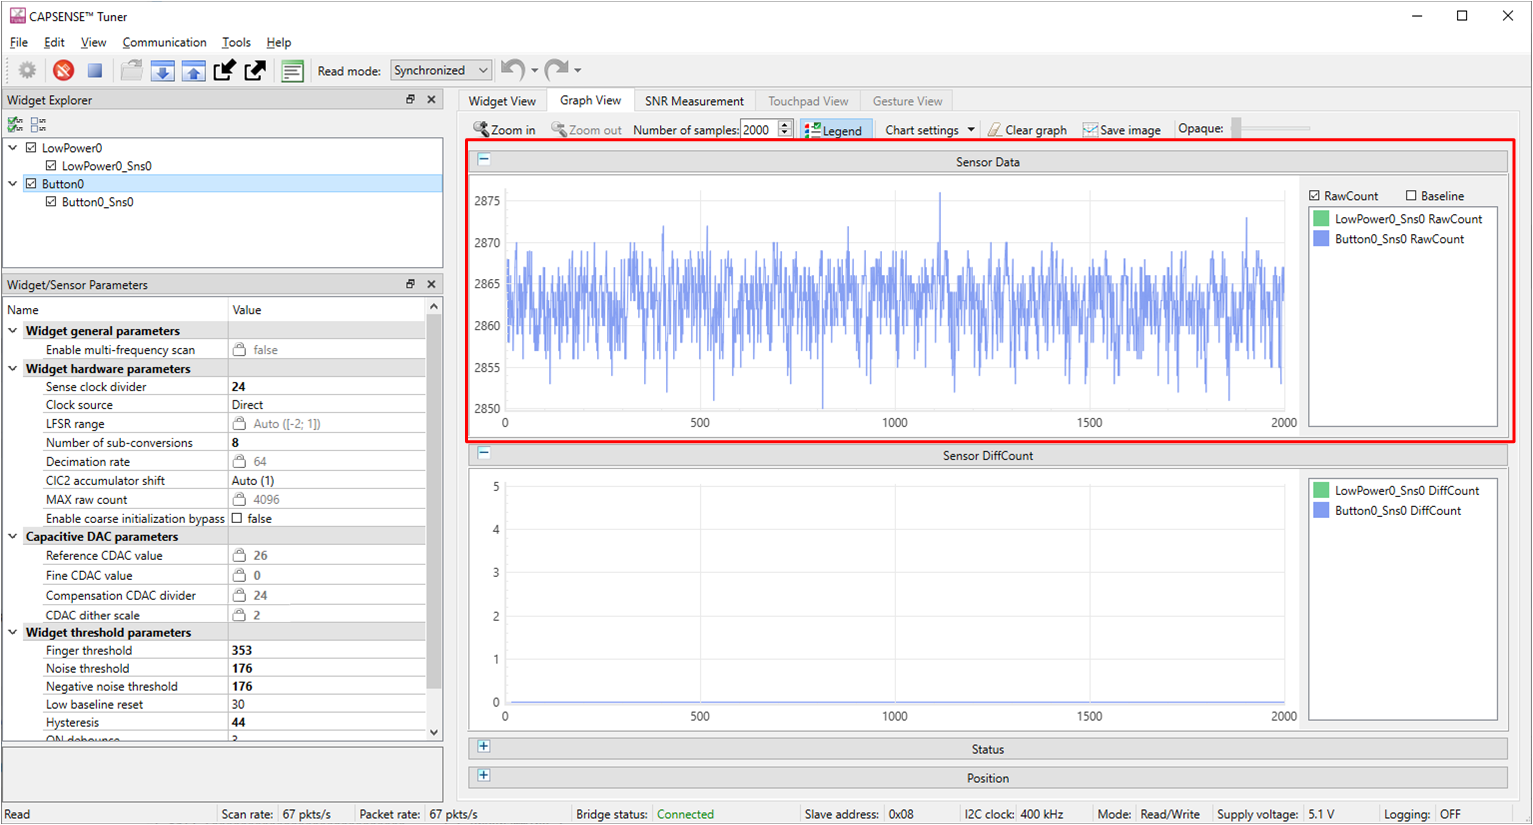 CAPSENSE™ Tuner
File Edit View Communication Tools Help
Read mode: Synchronized
Widget Explorer
LowPower0
LowPower0_Sns0
Button0
Button0_Sns0
Widget/Sensor Parameters
Name Value
Widget general parameters
Enable multi-frequency scan false
Widget hardware parameters
Sense clock divider 24
Clock source Direct
LFSR range Auto ([-2; 1])
Number of sub-conversions 8
Decimation rate 64
CIC2 accumulator shift Auto (1)
MAX raw count 4096
Enable coarse initialization bypass false
Capacitive DAC parameters
Reference CDAC value 26
Fine CDAC value 0
Compensation CDAC divider 24
CDAC dither scale 2
Widget threshold parameters
Finger threshold 353
Noise threshold 176
Negative noise threshold 176
Low baseline reset 30
Hysteresis 44
ON debounce 3
Widget View Graph View SNR Measurement Touchpad View Gesture View
Zoom in Zoom out Number of samples: 2000 Legend Chart settings Clear graph Save image Opaque:
Sensor Data
2875
2870
2865
2860
2855
2850
0 500 1000 1500 2000
RawCount Baseline
LowPower0_Sns0 RawCount
Button0_Sns0 RawCount
Sensor DiffCount
5
4
3
2
1
0
0 500 1000 1500 2000
LowPower0_Sns0 DiffCount
Button0_Sns0 DiffCount
Status
Position
Read Scan rate: 67 pkts/s Packet rate: 67 pkts/s Bridge status: Connected Slave address: 0x08 I2C clock: 400 kHz Mode: Read/Write Supply voltage: 5.1 V Logging: OFF